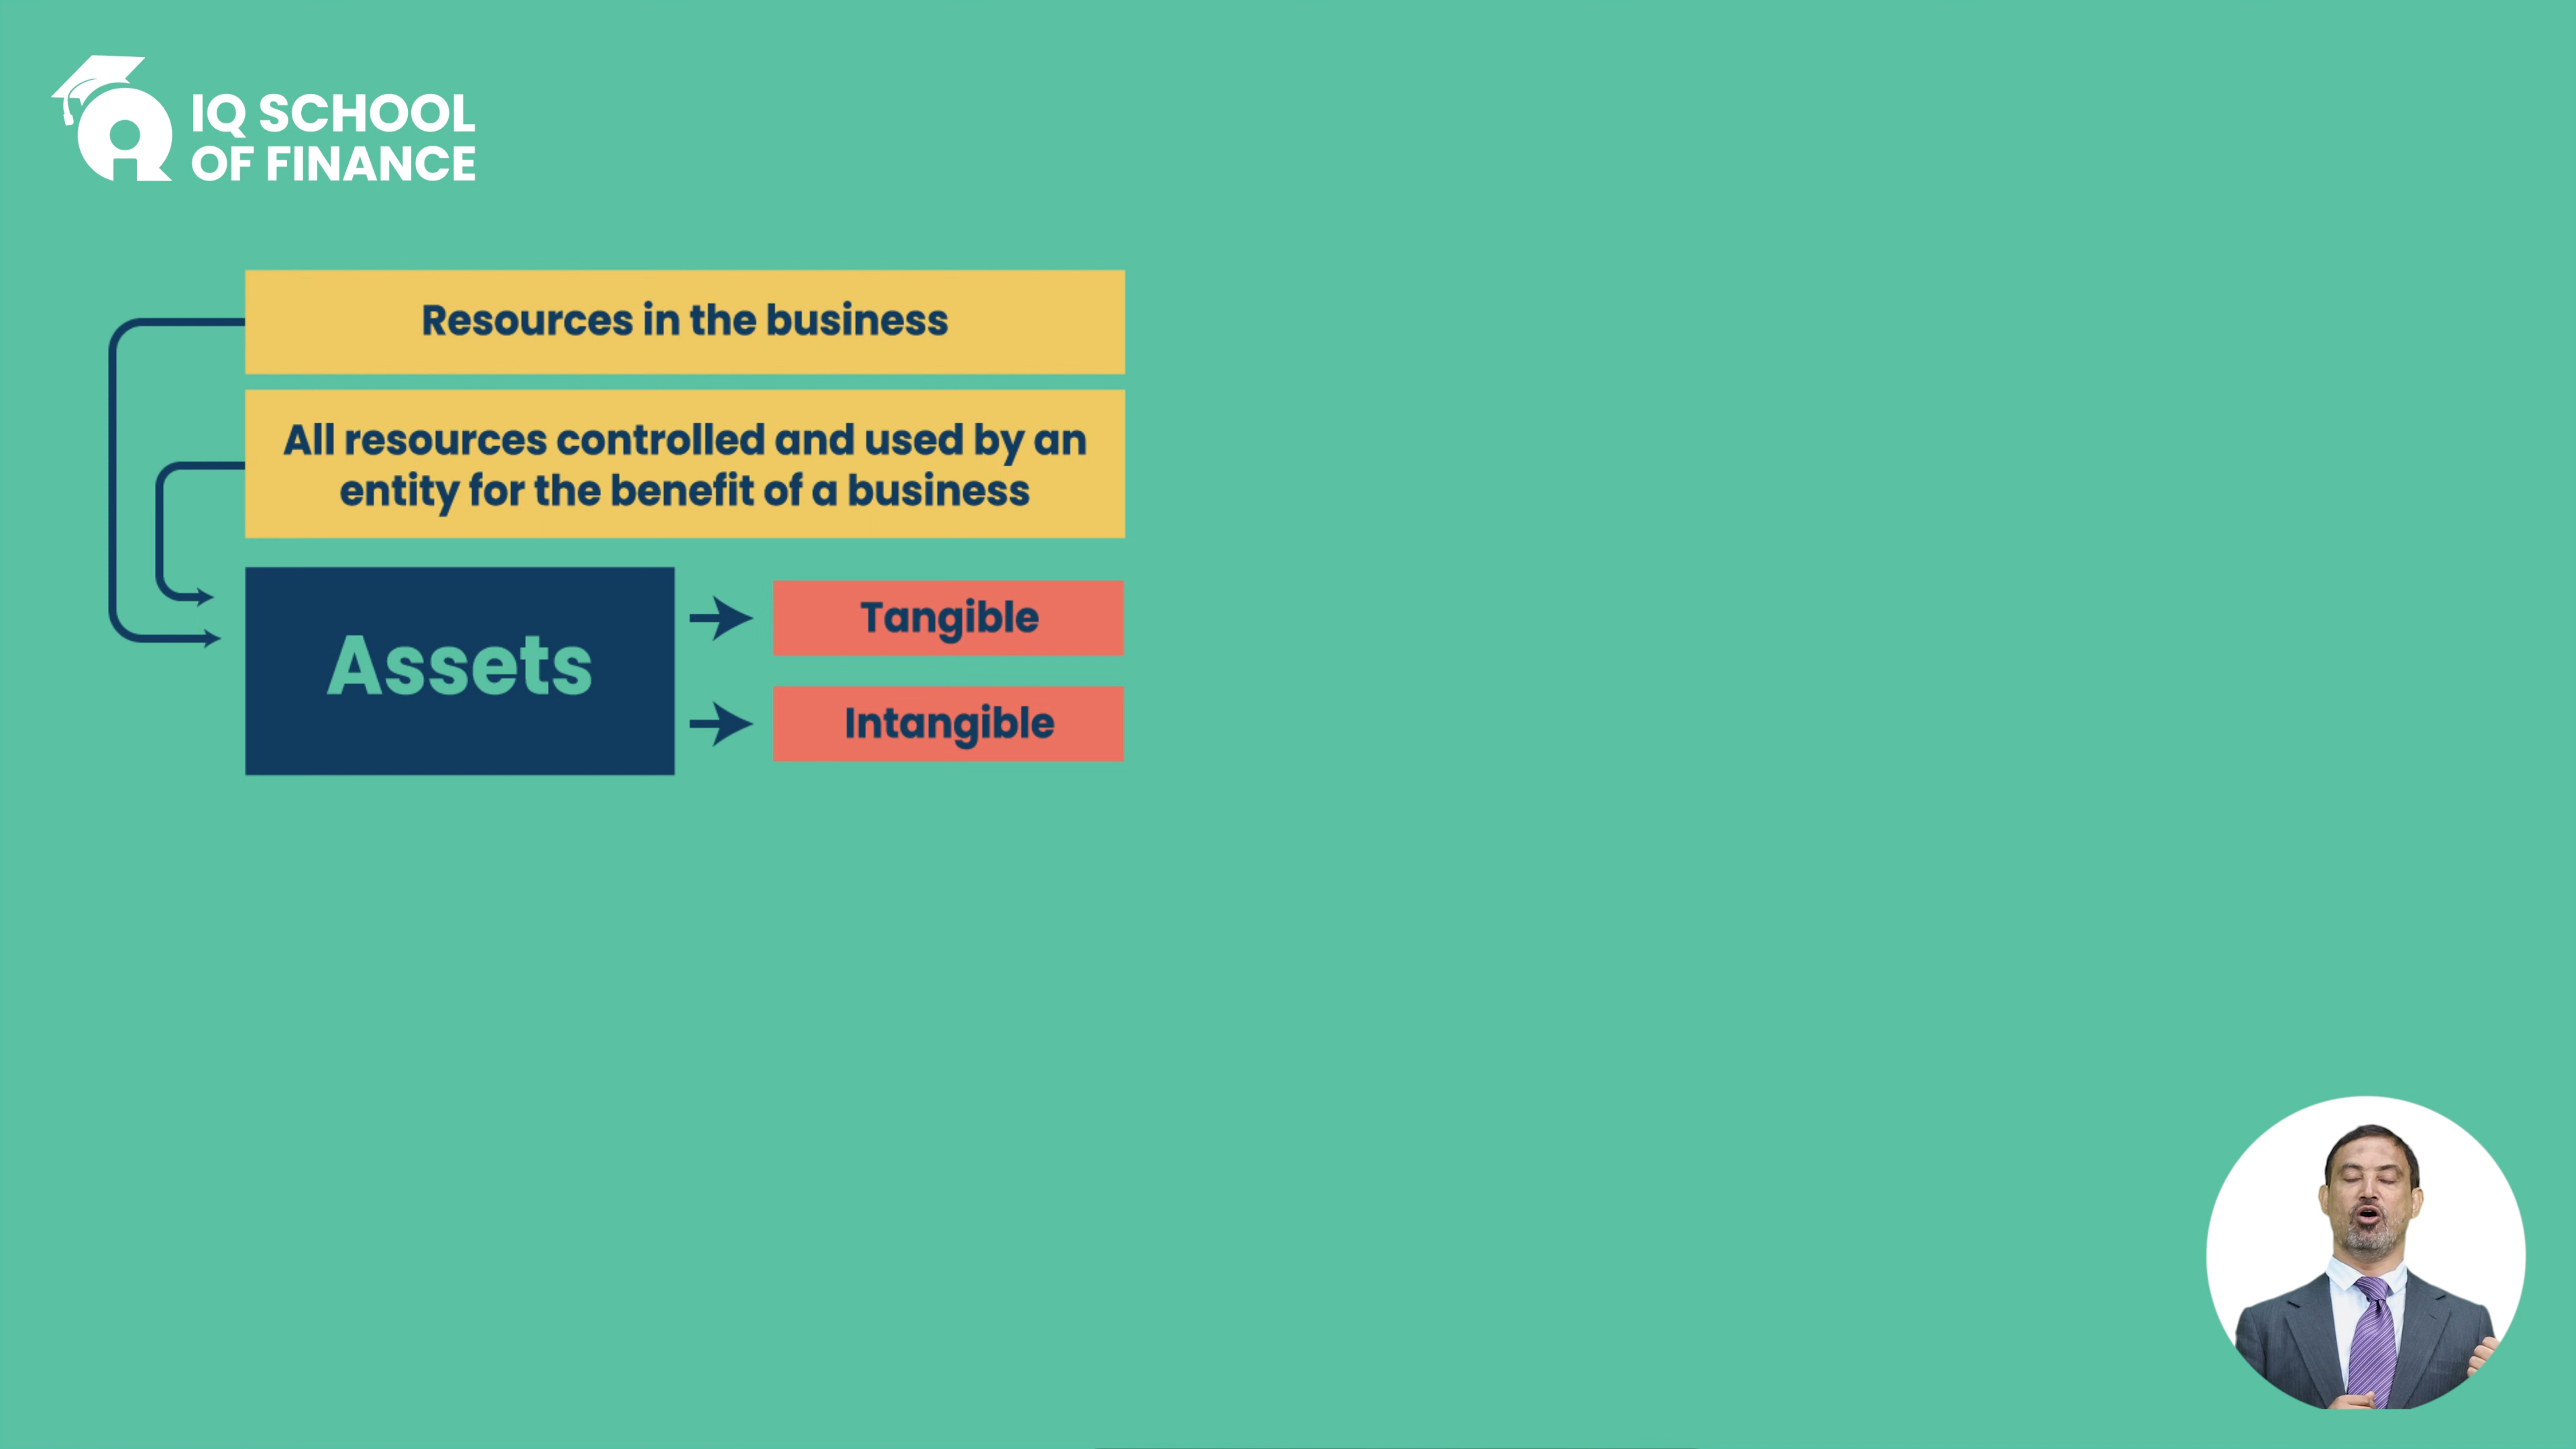 IQ SCHOOL
OF FINANCE
Resources in the business
All resources controlled and used by an
entity for the benefit of a business
Assets
Tangible
Intangible